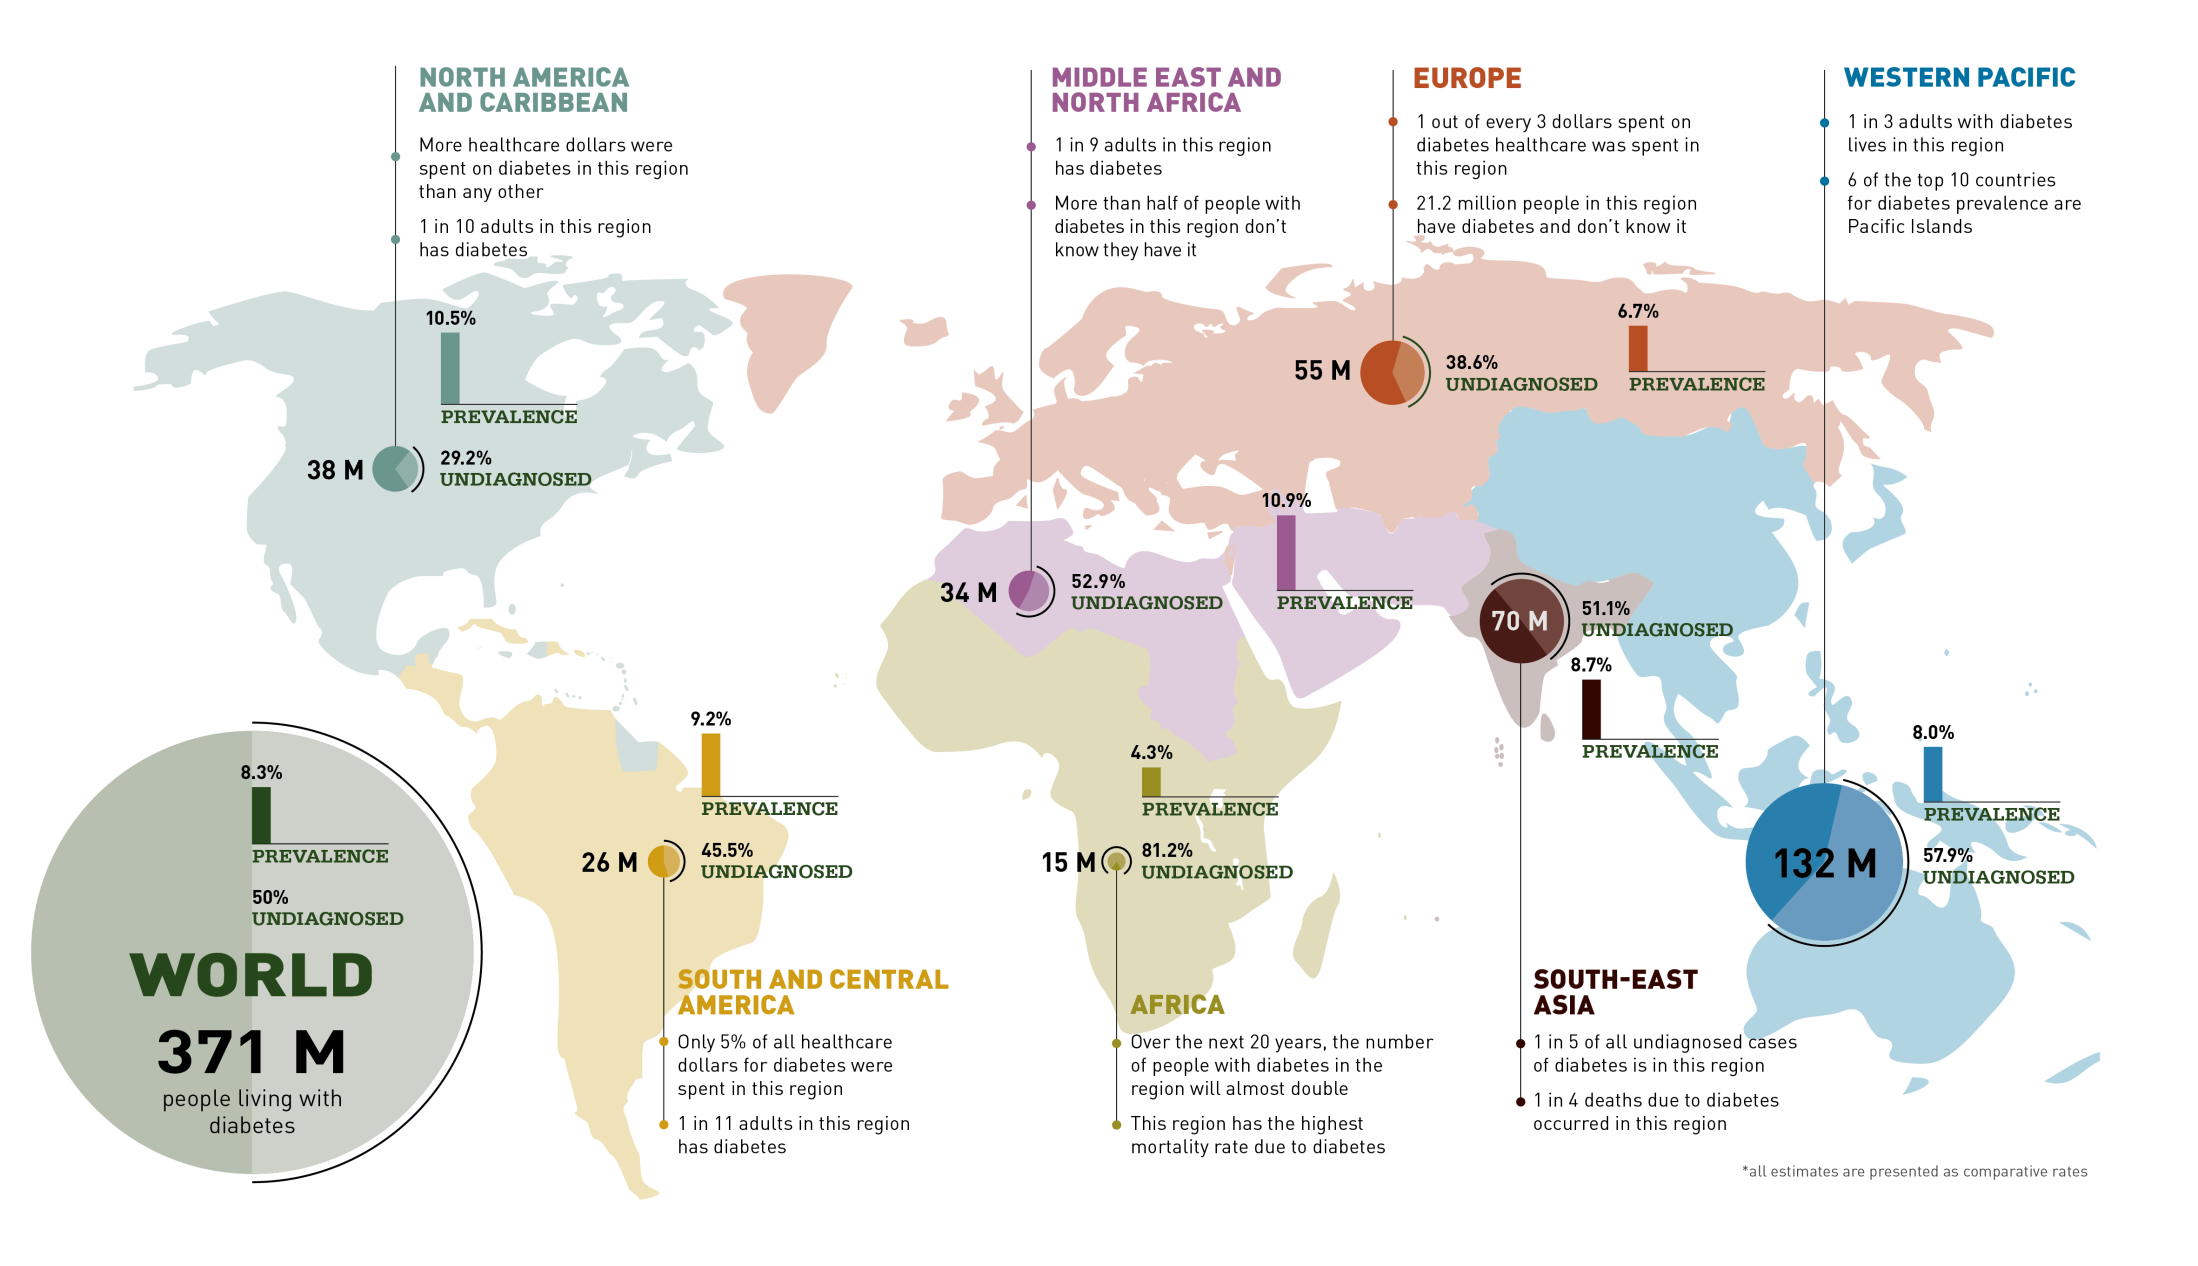 NORTH AMERICA
AND CARIBBEAN
More healthcare dollars were
spent on diabetes in this region
than any other
1 in 10 adults in this region
has diabetes
10.5%
PREVALENCE
38 M
29.2%
UNDIAGNOSED
MIDDLE EAST AND
NORTH AFRICA
1 in 9 adults in this region
has diabetes
More than half of people with
diabetes in this region don't
know they have it
10.9%
PREVALENCE
34 M
52.9%
UNDIAGNOSED
EUROPE
1 out of every 3 dollars spent on
diabetes healthcare was spent in
this region
21.2 million people in this region
have diabetes and don't know it
55 M
38.6%
UNDIAGNOSED
6.7%
PREVALENCE
WESTERN PACIFIC
1 in 3 adults with diabetes
lives in this region
6 of the top 10 countries
for diabetes prevalence are
Pacific Islands
8.0%
PREVALENCE
132 M
57.9%
UNDIAGNOSED
8.3%
PREVALENCE
50%
UNDIAGNOSED
WORLD
371 M
people living with
diabetes
9.2%
PREVALENCE
26 M
45.5%
UNDIAGNOSED
SOUTH AND CENTRAL
AMERICA
Only 5% of all healthcare
dollars for diabetes were
spent in this region
1 in 11 adults in this region
has diabetes
4.3%
PREVALENCE
15 M
81.2%
UNDIAGNOSED
AFRICA
Over the next 20 years, the number
of people with diabetes in the
region will almost double
This region has the highest
mortality rate due to diabetes
70 M
51.1%
UNDIAGNOSED
8.7%
PREVALENCE
SOUTH-EAST
ASIA
1 in 5 of all undiagnosed cases
of diabetes is in this region
1 in 4 deaths due to diabetes
occurred in this region
*all estimates are presented as comparative rates